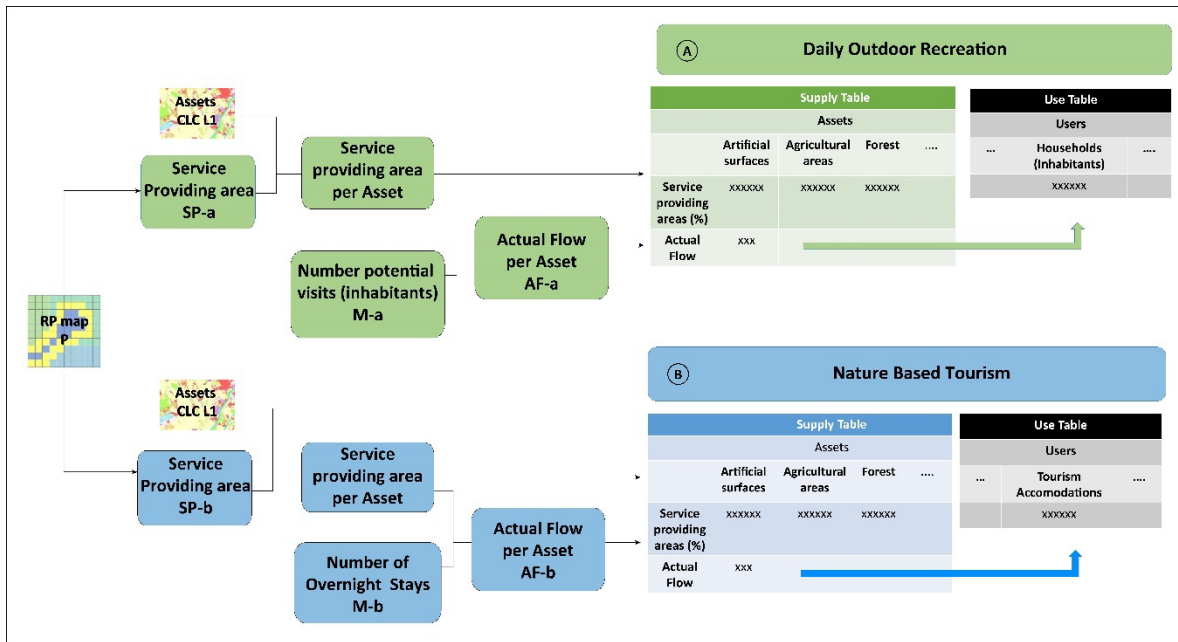 A
Daily Outdoor Recreation
Assets
CLC L1
Service
Providing area
SP-a
Service
providing area
per Asset
Number potential
visits (inhabitants)
M-a
Actual Flow
per Asset
AF-a
Supply Table
Assets
Artificial
surfaces
Agricultural
areas
Forest
....
Service
providing
areas (%)
xxxxxx
xxxxxx
xxxxxx
Actual
Flow
xxx
Use Table
Users
...
Households
(Inhabitants)
....
xxxxxx
RP map
P
B
Nature Based Tourism
Assets
CLC L1
Service
Providing area
SP-b
Service
providing area
per Asset
Number of
Overnight Stays
M-b
Actual Flow
per Asset
AF-b
Supply Table
Assets
Artificial
surfaces
Agricultural
areas
Forest
....
Service
providing
areas (%)
xxxxxx
xxxxxx
xxxxxx
Actual
Flow
xxx
Use Table
Users
...
Tourism
Accomodations
....
xxxxxx